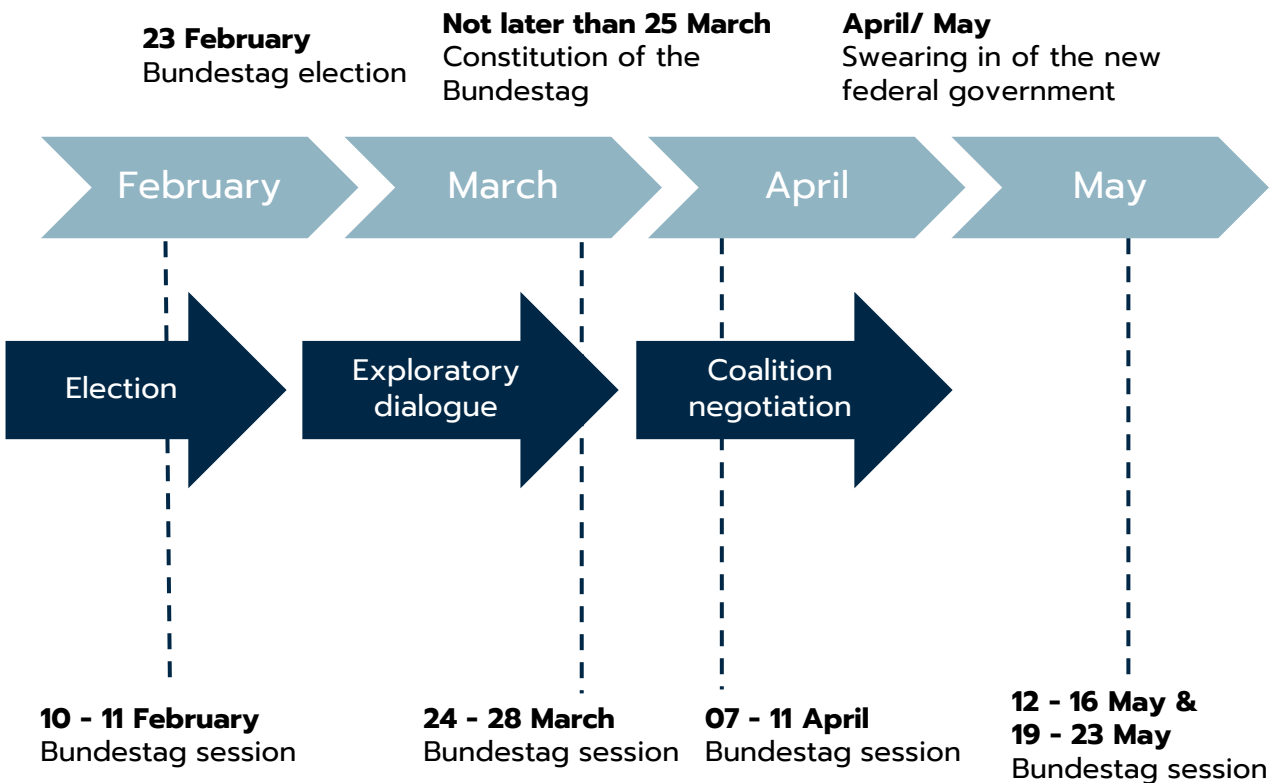 23 February
Bundestag election
Not later than 25 March
Constitution of the
Bundestag
April/ May
Swearing in of the new
federal government
February
March
April
May
Election
Exploratory
dialogue
Coalition
negotiation
10 - 11 February
Bundestag session
24 - 28 March
Bundestag session
07 - 11 April
Bundestag session
12 - 16 May &
19 - 23 May
Bundestag session